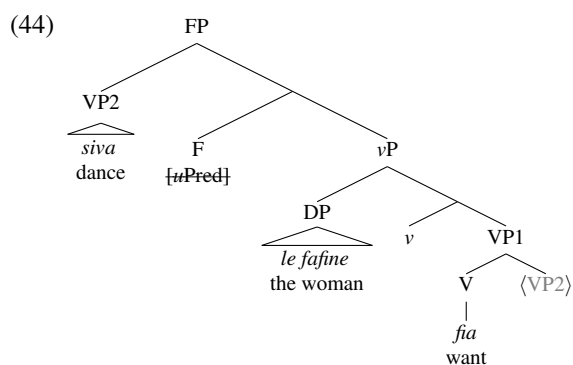 (44) FP
VP2
siva
dance
F
[uPred]
vP
DP
le fafine
the woman
v
VP1
V
⟨VP2⟩
fia
want